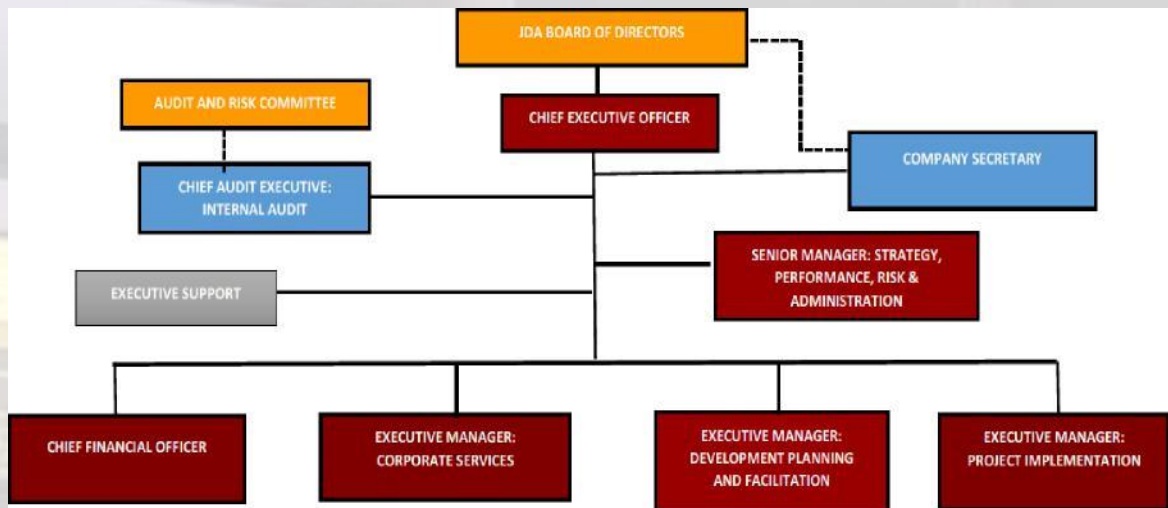 JDA BOARD OF DIRECTORS
AUDIT AND RISK COMMITTEE
CHIEF EXECUTIVE OFFICER
COMPANY SECRETARY
CHIEF AUDIT EXECUTIVE:
INTERNAL AUDIT
SENIOR MANAGER: STRATEGY,
PERFORMANCE, RISK &
ADMINISTRATION
EXECUTIVE SUPPORT
CHIEF FINANCIAL OFFICER
EXECUTIVE MANAGER:
CORPORATE SERVICES
EXECUTIVE MANAGER:
DEVELOPMENT PLANNING
AND FACILITATION
EXECUTIVE MANAGER:
PROJECT IMPLEMENTATION